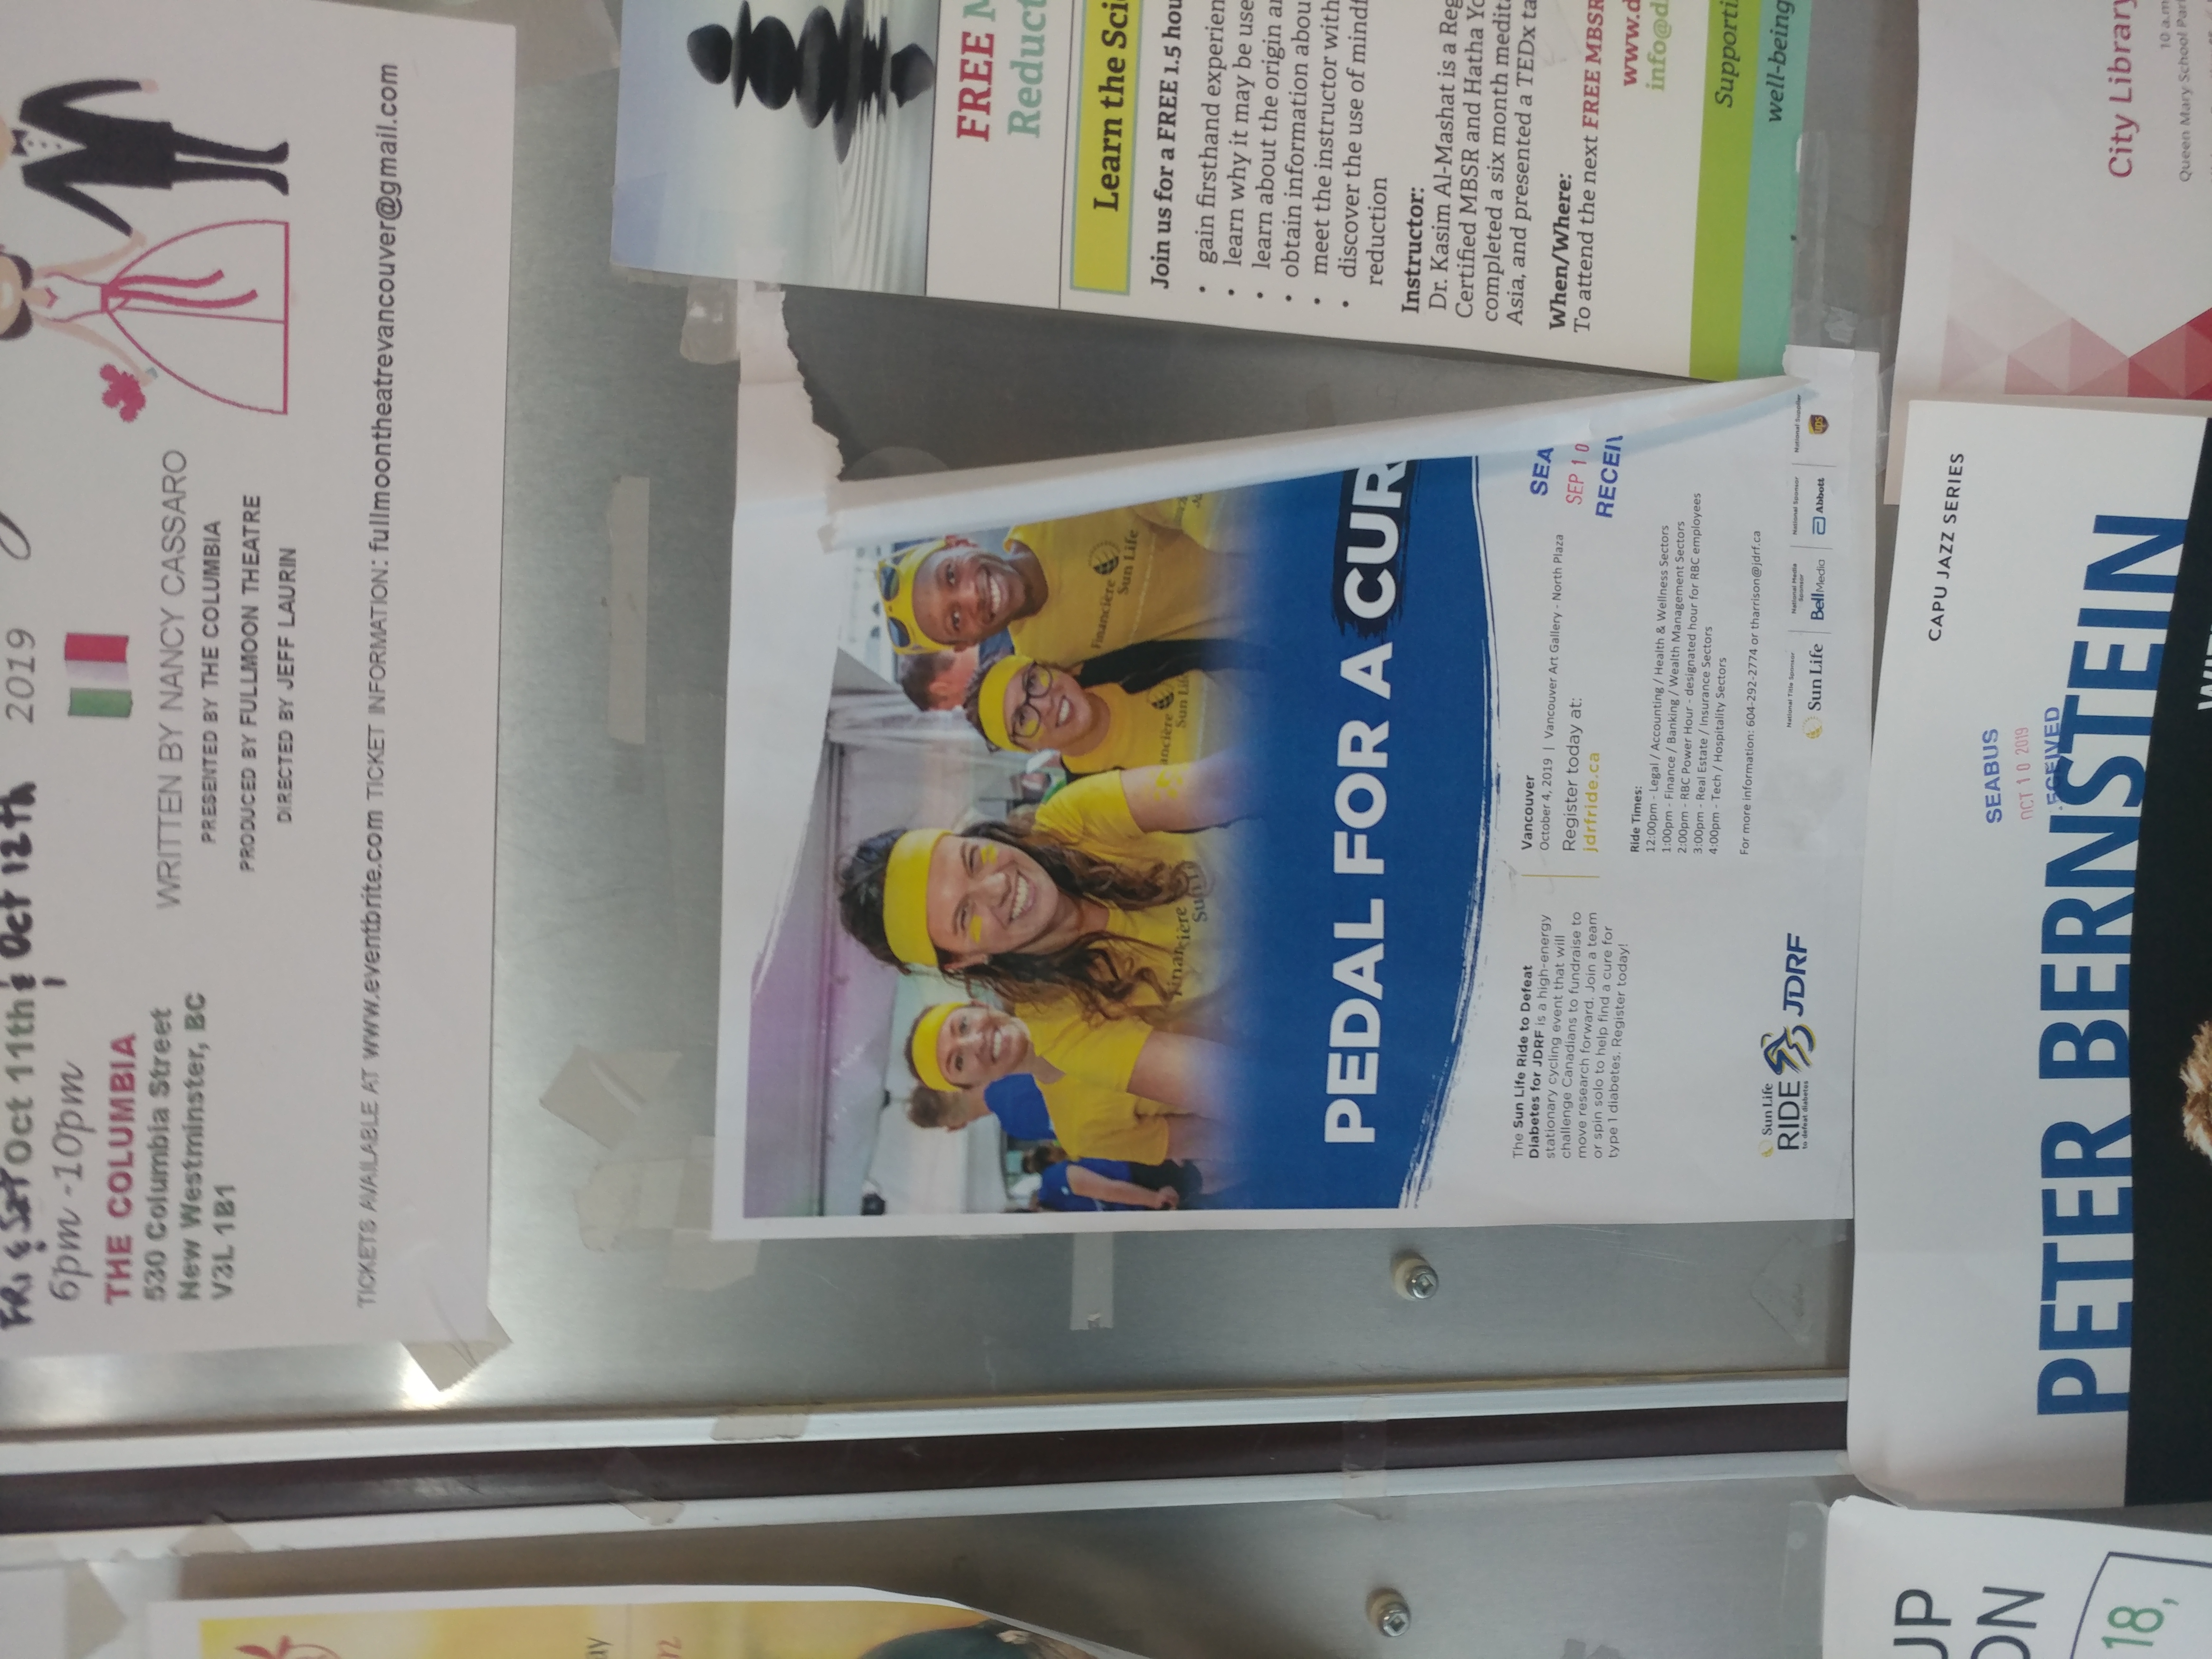 FRI & SAT Oct 11th & Oct 12th
6pm -10pm
THE COLUMBIA
530 Columbia Street
New Westminster, BC
V3L 1B1
2019
WRITTEN BY NANCY CASSARO
PRESENTED BY THE COLUMBIA
PRODUCED BY FULLMOON THEATRE
DIRECTED BY JEFF LAURIN
TICKETS AVAILABLE AT www.eventbrite.com TICKET INFORMATION: fullmoontheatrevancouver@gmail.com
Financière
Sun Life
ancière
Sun Life
Financière
Sun Li
PEDAL FOR A CUR
The Sun Life Ride to Defeat
Diabetes for JDRF is a high-energy
stationary cycling event that will
challenge Canadians to fundraise to
move research forward. Join a team
or spin solo to help find a cure for
type 1 diabetes. Register today!
Vancouver
October 4, 2019 | Vancouver Art Gallery - North Plaza
Register today at:
jdrfride.ca
SEA
SEP 10
RECEIV
Ride Times:
12:00pm - Legal / Accounting / Health & Wellness Sectors
1:00pm - Finance / Banking / Wealth Management Sectors
2:00pm - RBC Power Hour - designated hour for RBC employees
3:00pm - Real Estate / Insurance Sectors
4:00pm - Tech / Hospitality Sectors
For more information: 604-292-2774 or tharrison@jdrf.ca
Sun Life
RIDE
to defeat diabetes
JDRF
National Title Sponsor
Sun Life
National Media
Sponsor
Bell Media
National Sponsor
Abbott
National Supplier
ups
FREE M
Reduct
Learn the Sci
Join us for a FREE 1.5 hou
• gain firsthand experien
• learn why it may be use
• learn about the origin a
• obtain information abou
• meet the instructor with
• discover the use of mindf
reduction
Instructor:
Dr. Kasim Al-Mashat is a Reg
Certified MBSR and Hatha Yo
completed a six month medit
Asia, and presented a TEDx ta
When/Where:
To attend the next FREE MBSR
www.d
info@d
Supporti
well-being
ay
UP
ON
18,
CAPU JAZZ SERIES
SEABUS
OCT 10 2019
ECEIVED
PETER BERNSTEIN
WIT
City Library
10 a.m
Queen Mary School Par